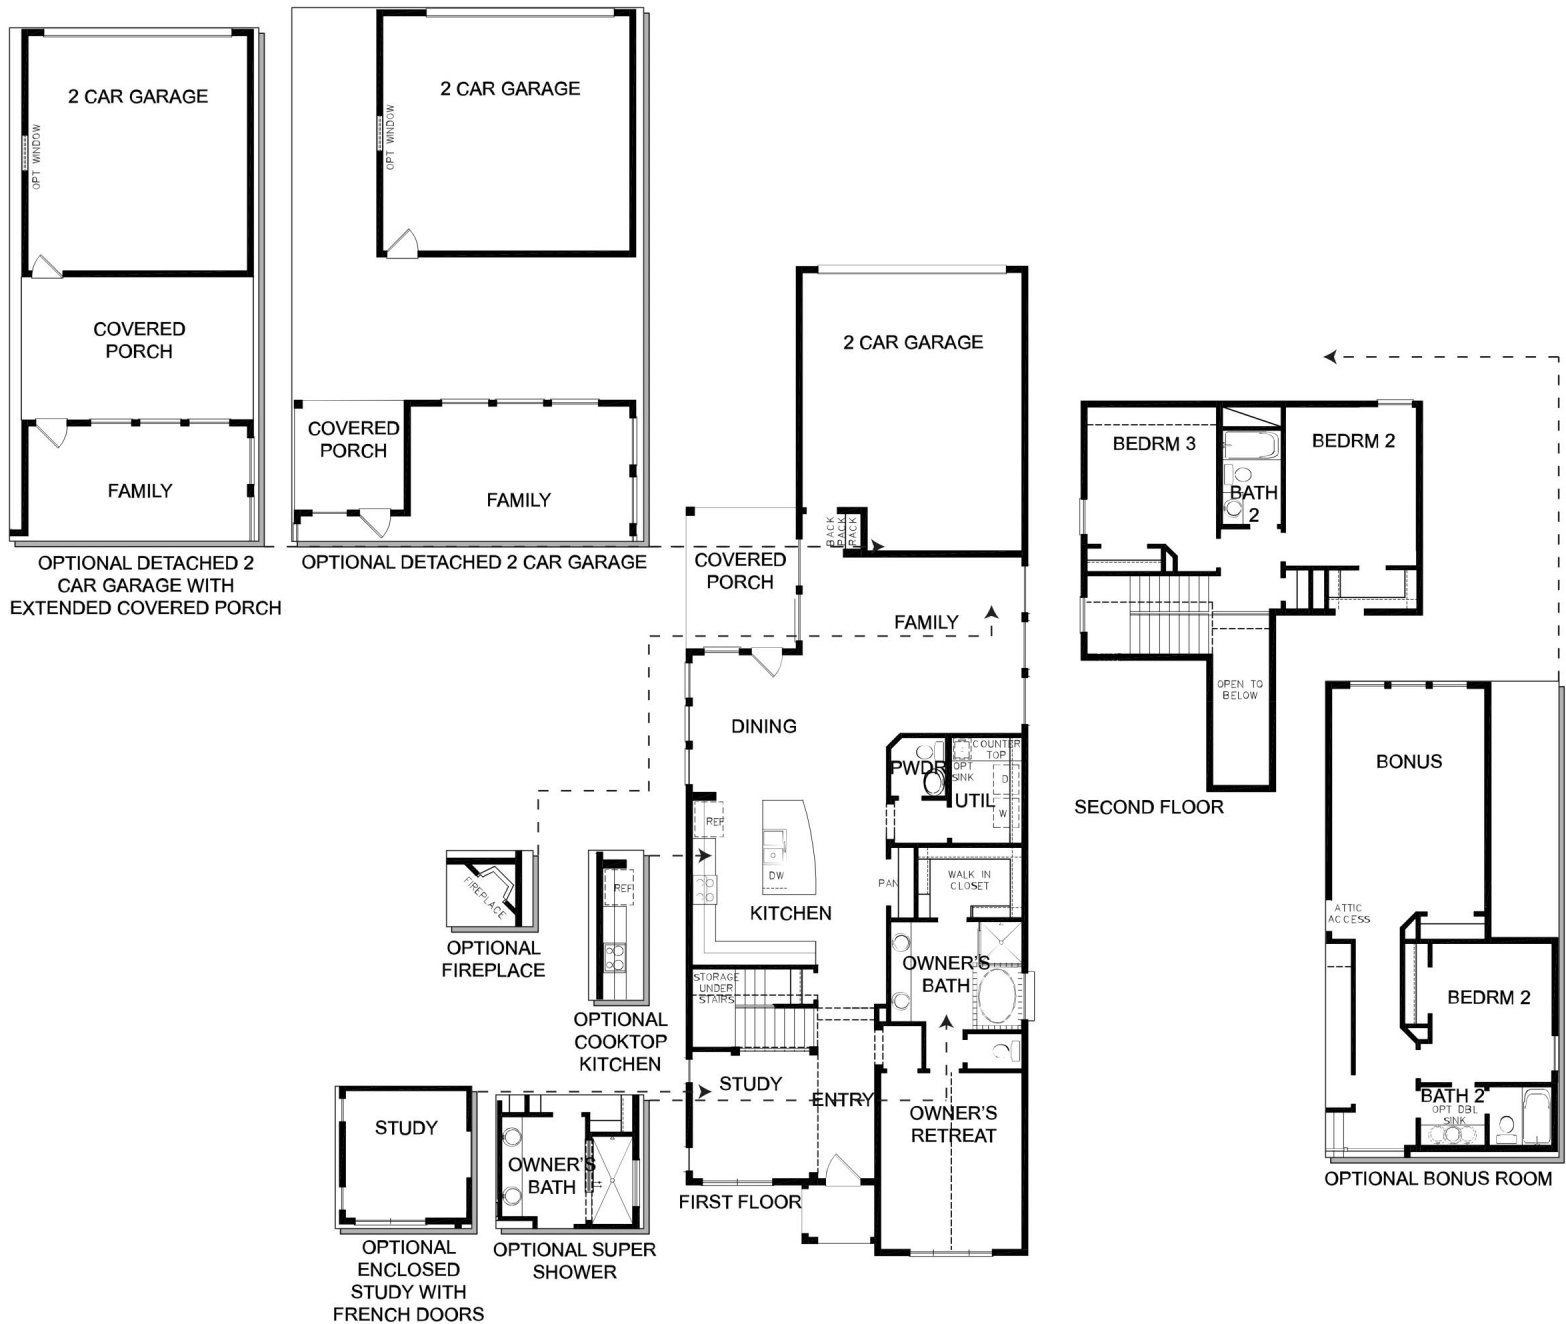 2 CAR GARAGE
OPT WINDOW
COVERED
PORCH
FAMILY
OPTIONAL DETACHED 2
CAR GARAGE WITH
EXTENDED COVERED PORCH
2 CAR GARAGE
OPT WINDOW
COVERED
PORCH
FAMILY
OPTIONAL DETACHED 2 CAR GARAGE
2 CAR GARAGE
BACK
PACK
RACK
COVERED
PORCH
FAMILY
DINING
PWDR
COUNTER
TOP
OPT
SINK
D
UTIL
W
REF
DW
PAN
WALK IN
CLOSET
KITCHEN
OWNER'S
BATH
STORAGE
UNDER
STAIRS
STUDY
ENTRY
OWNER'S
RETREAT
FIRST FLOOR
FIREPLACE
OPTIONAL
FIREPLACE
REF
OPTIONAL
COOKTOP
KITCHEN
STUDY
OPTIONAL
ENCLOSED
STUDY WITH
FRENCH DOORS
OWNER'S
BATH
OPTIONAL SUPER
SHOWER
BEDRM 3
BEDRM 2
BATH
2
OPEN TO
BELOW
SECOND FLOOR
BONUS
ATTIC
ACCESS
BEDRM 2
BATH 2
OPT DBL
SINK
OPTIONAL BONUS ROOM